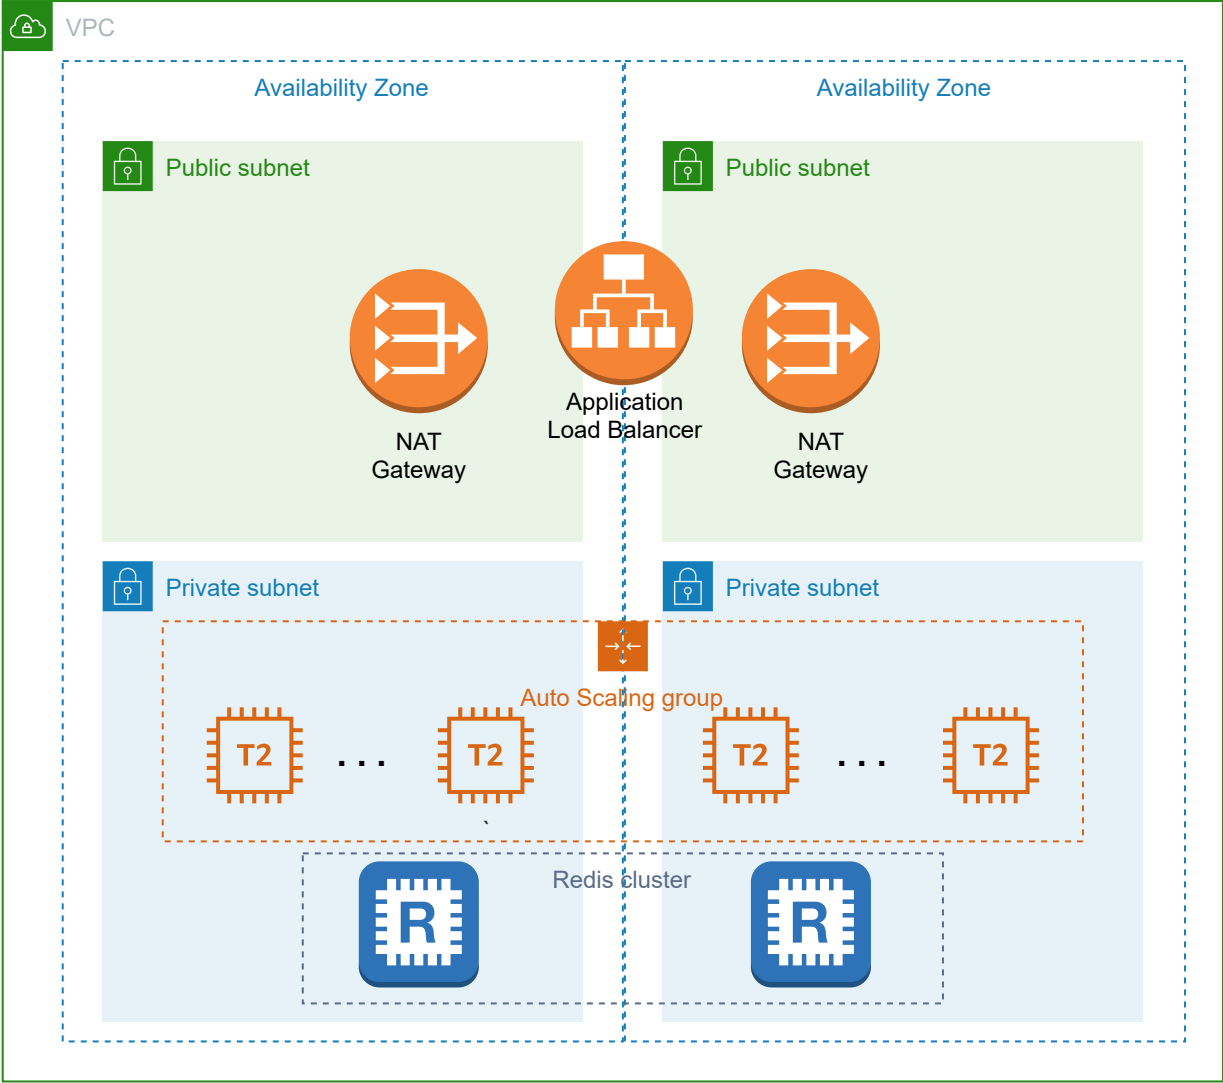 VPC
Availability Zone
Availability Zone
Public subnet
Public subnet
Application
Load Balancer
NAT
Gateway
NAT
Gateway
Private subnet
Private subnet
Auto Scaling group
T2
. . .
T2
T2
. . .
T2
`
Redis cluster
R
R